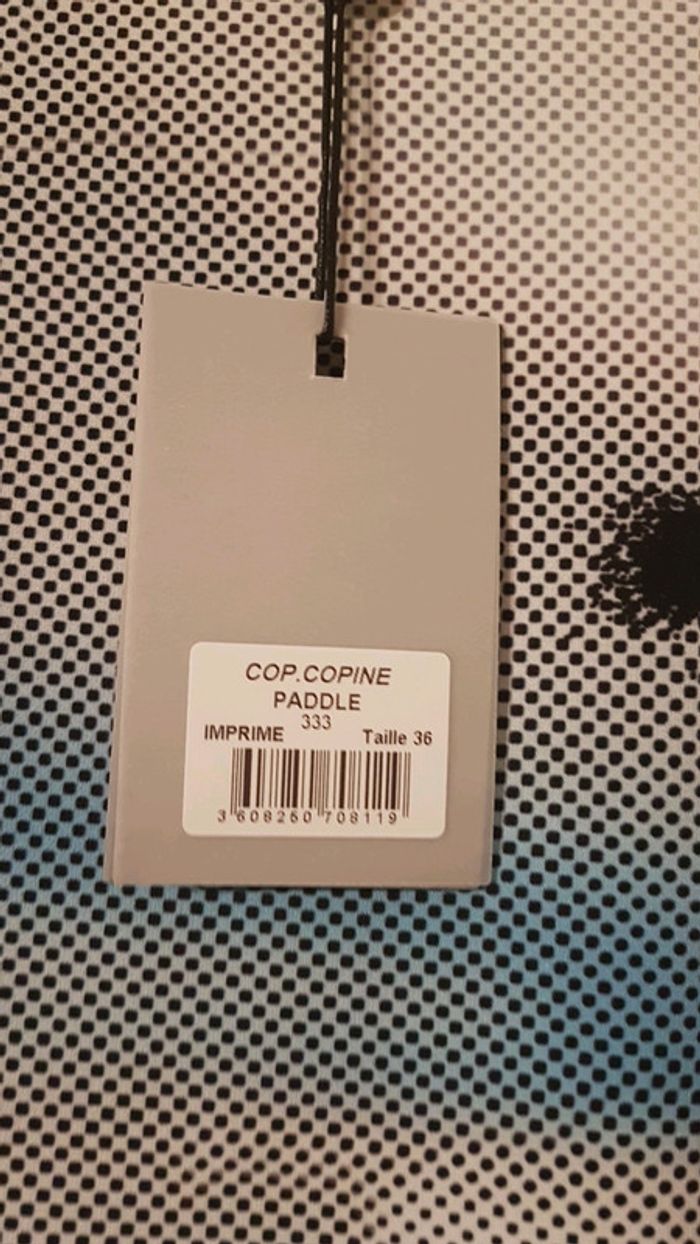 COP.COPINE
PADDLE
333
IMPRIME Taille 36
3 608250 708119